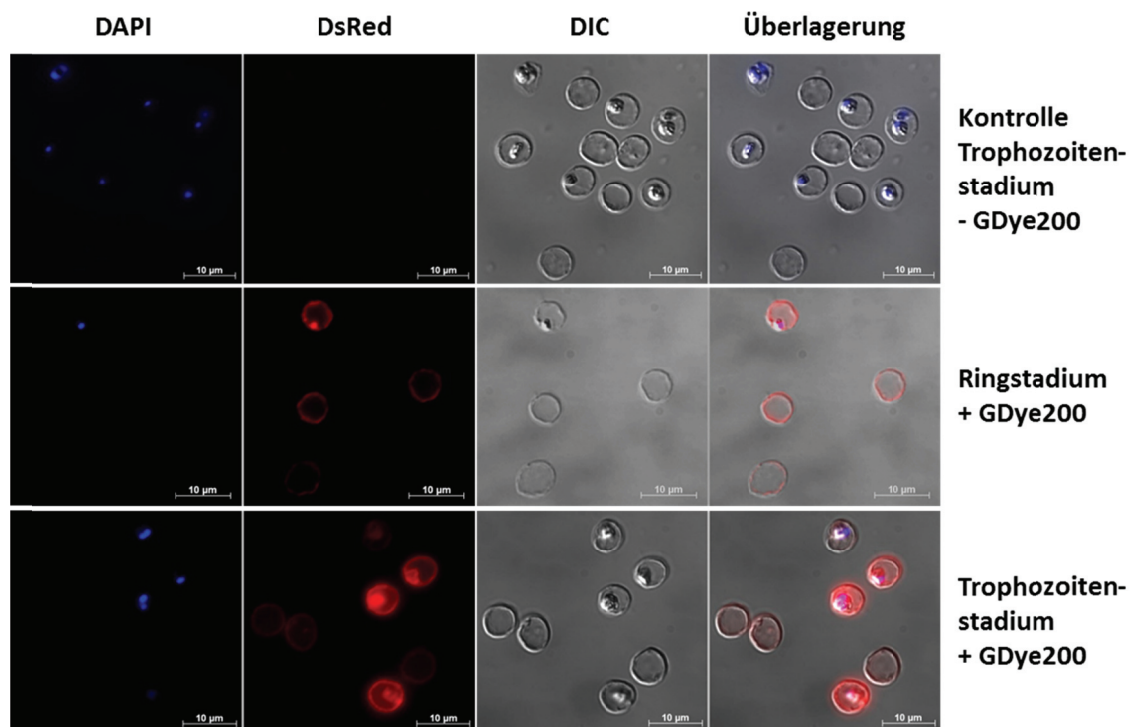 DAPI
DsRed
DIC
Überlagerung
10 µm
10 µm
10 µm
10 µm
Kontrolle
Trophozoiten-
stadium
- GDye200
10 µm
10 µm
10 µm
10 µm
Ringstadium
+ GDye200
10 µm
10 µm
10 µm
10 µm
Trophozoiten-
stadium
+ GDye200